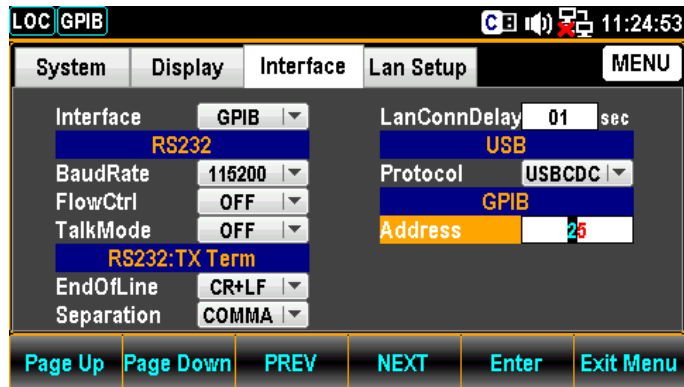 LOC GPIB C 11:24:53
System Display Interface Lan Setup MENU
Interface GPIB LanConnDelay 01 sec
RS232 USB
BaudRate 115200 Protocol USBCDC
FlowCtrl OFF GPIB
TalkMode OFF Address 25
RS232:TX Term
EndOfLine CR+LF
Separation COMMA
Page Up Page Down PREV NEXT Enter Exit Menu